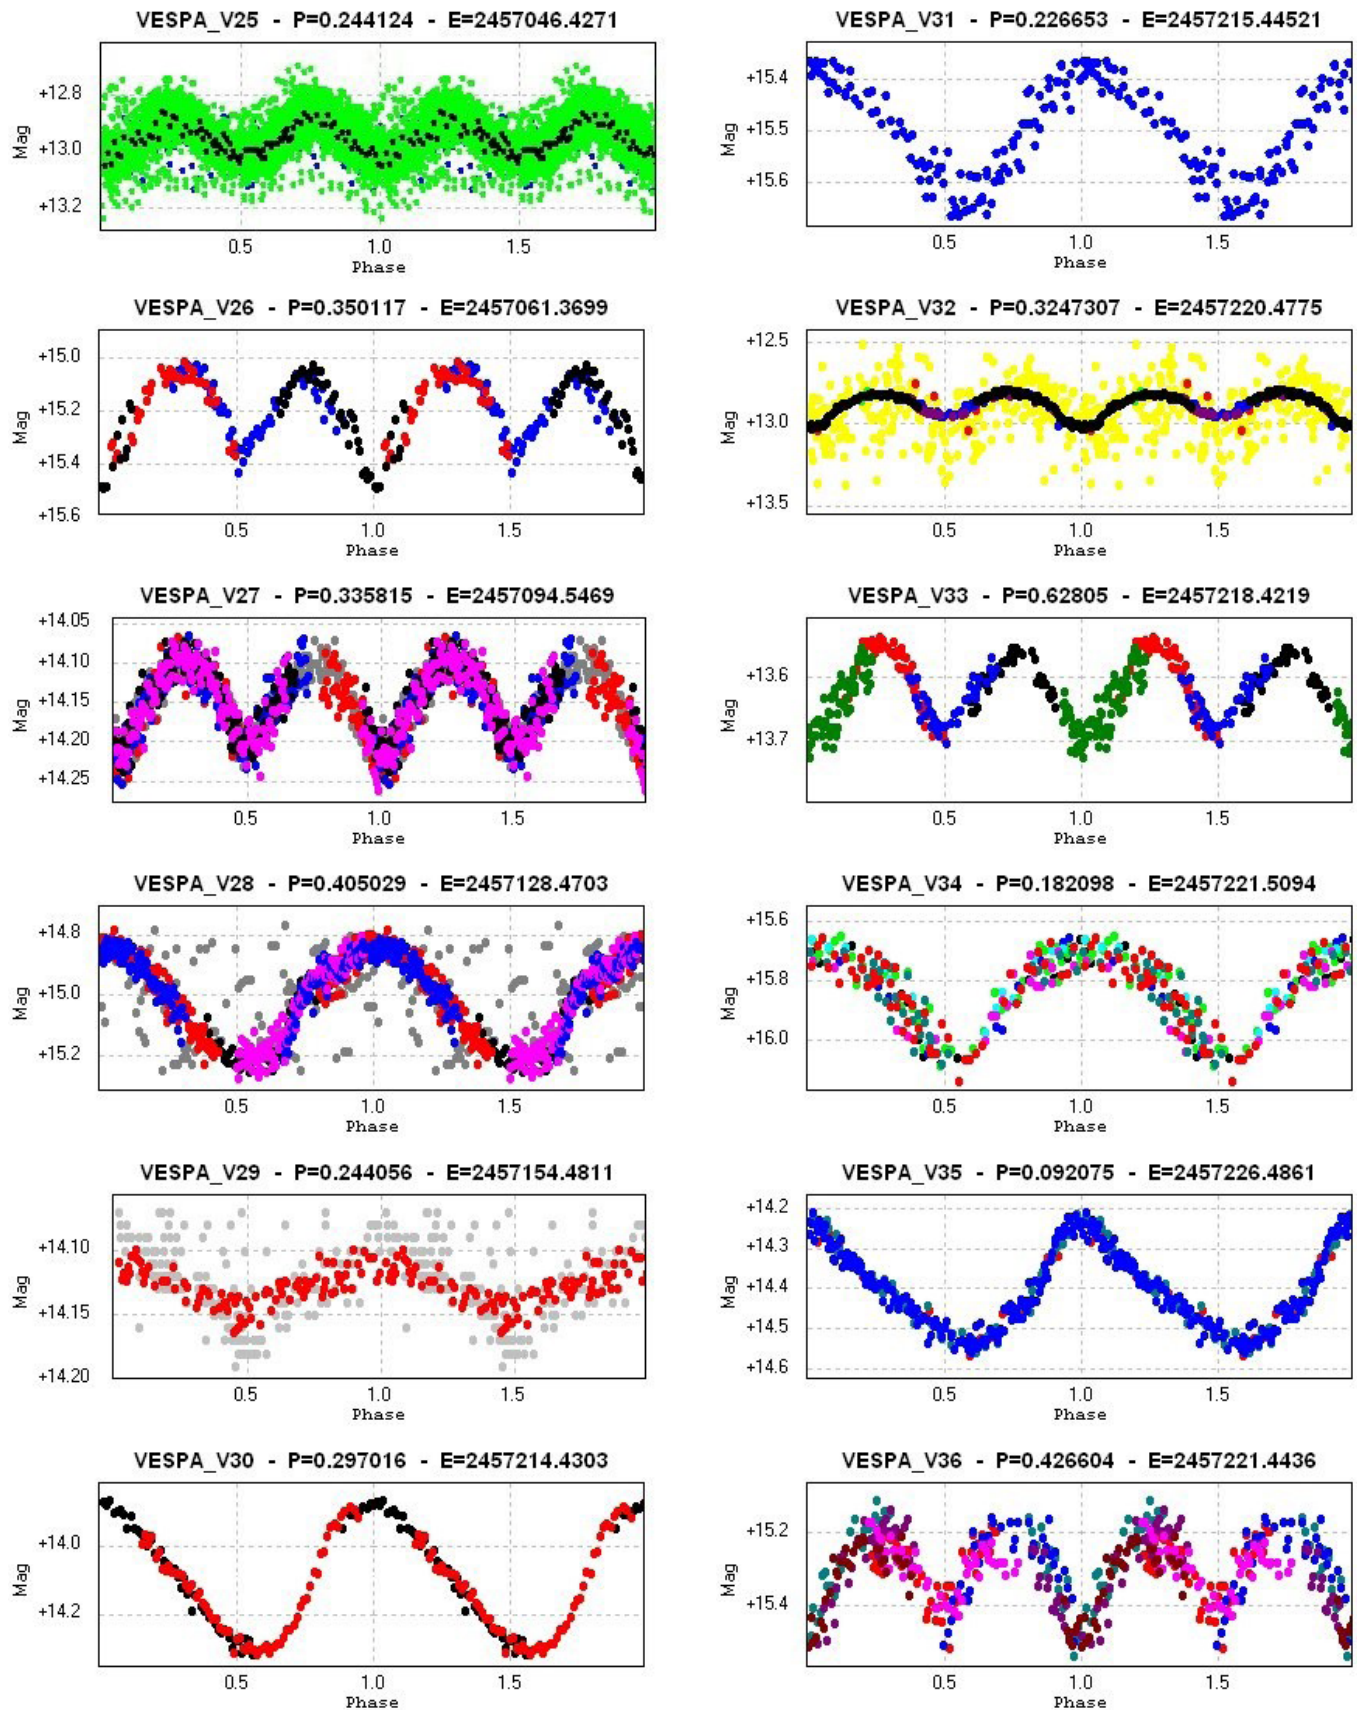 VESPA_V25 - P=0.244124 - E=2457046.4271
+12.8
+13.0
+13.2
Mag
0.5 1.0 1.5
Phase
VESPA_V31 - P=0.226653 - E=2457215.44521
+15.4
+15.5
+15.6
Mag
0.5 1.0 1.5
Phase
VESPA_V26 - P=0.350117 - E=2457061.3699
+15.0
+15.2
+15.4
+15.6
Mag
0.5 1.0 1.5
Phase
VESPA_V32 - P=0.3247307 - E=2457220.4775
+12.5
+13.0
+13.5
Mag
0.5 1.0 1.5
Phase
VESPA_V27 - P=0.335815 - E=2457094.5469
+14.05
+14.10
+14.15
+14.20
+14.25
Mag
0.5 1.0 1.5
Phase
VESPA_V33 - P=0.62805 - E=2457218.4219
+13.6
+13.7
Mag
0.5 1.0 1.5
Phase
VESPA_V28 - P=0.405029 - E=2457128.4703
+14.8
+15.0
+15.2
Mag
0.5 1.0 1.5
Phase
VESPA_V34 - P=0.182098 - E=2457221.5094
+15.6
+15.8
+16.0
Mag
0.5 1.0 1.5
Phase
VESPA_V29 - P=0.244056 - E=2457154.4811
+14.10
+14.15
+14.20
Mag
0.5 1.0 1.5
Phase
VESPA_V35 - P=0.092075 - E=2457226.4861
+14.2
+14.3
+14.4
+14.5
+14.6
Mag
0.5 1.0 1.5
Phase
VESPA_V30 - P=0.297016 - E=2457214.4303
+14.0
+14.2
Mag
0.5 1.0 1.5
Phase
VESPA_V36 - P=0.426604 - E=2457221.4436
+15.2
+15.4
Mag
0.5 1.0 1.5
Phase